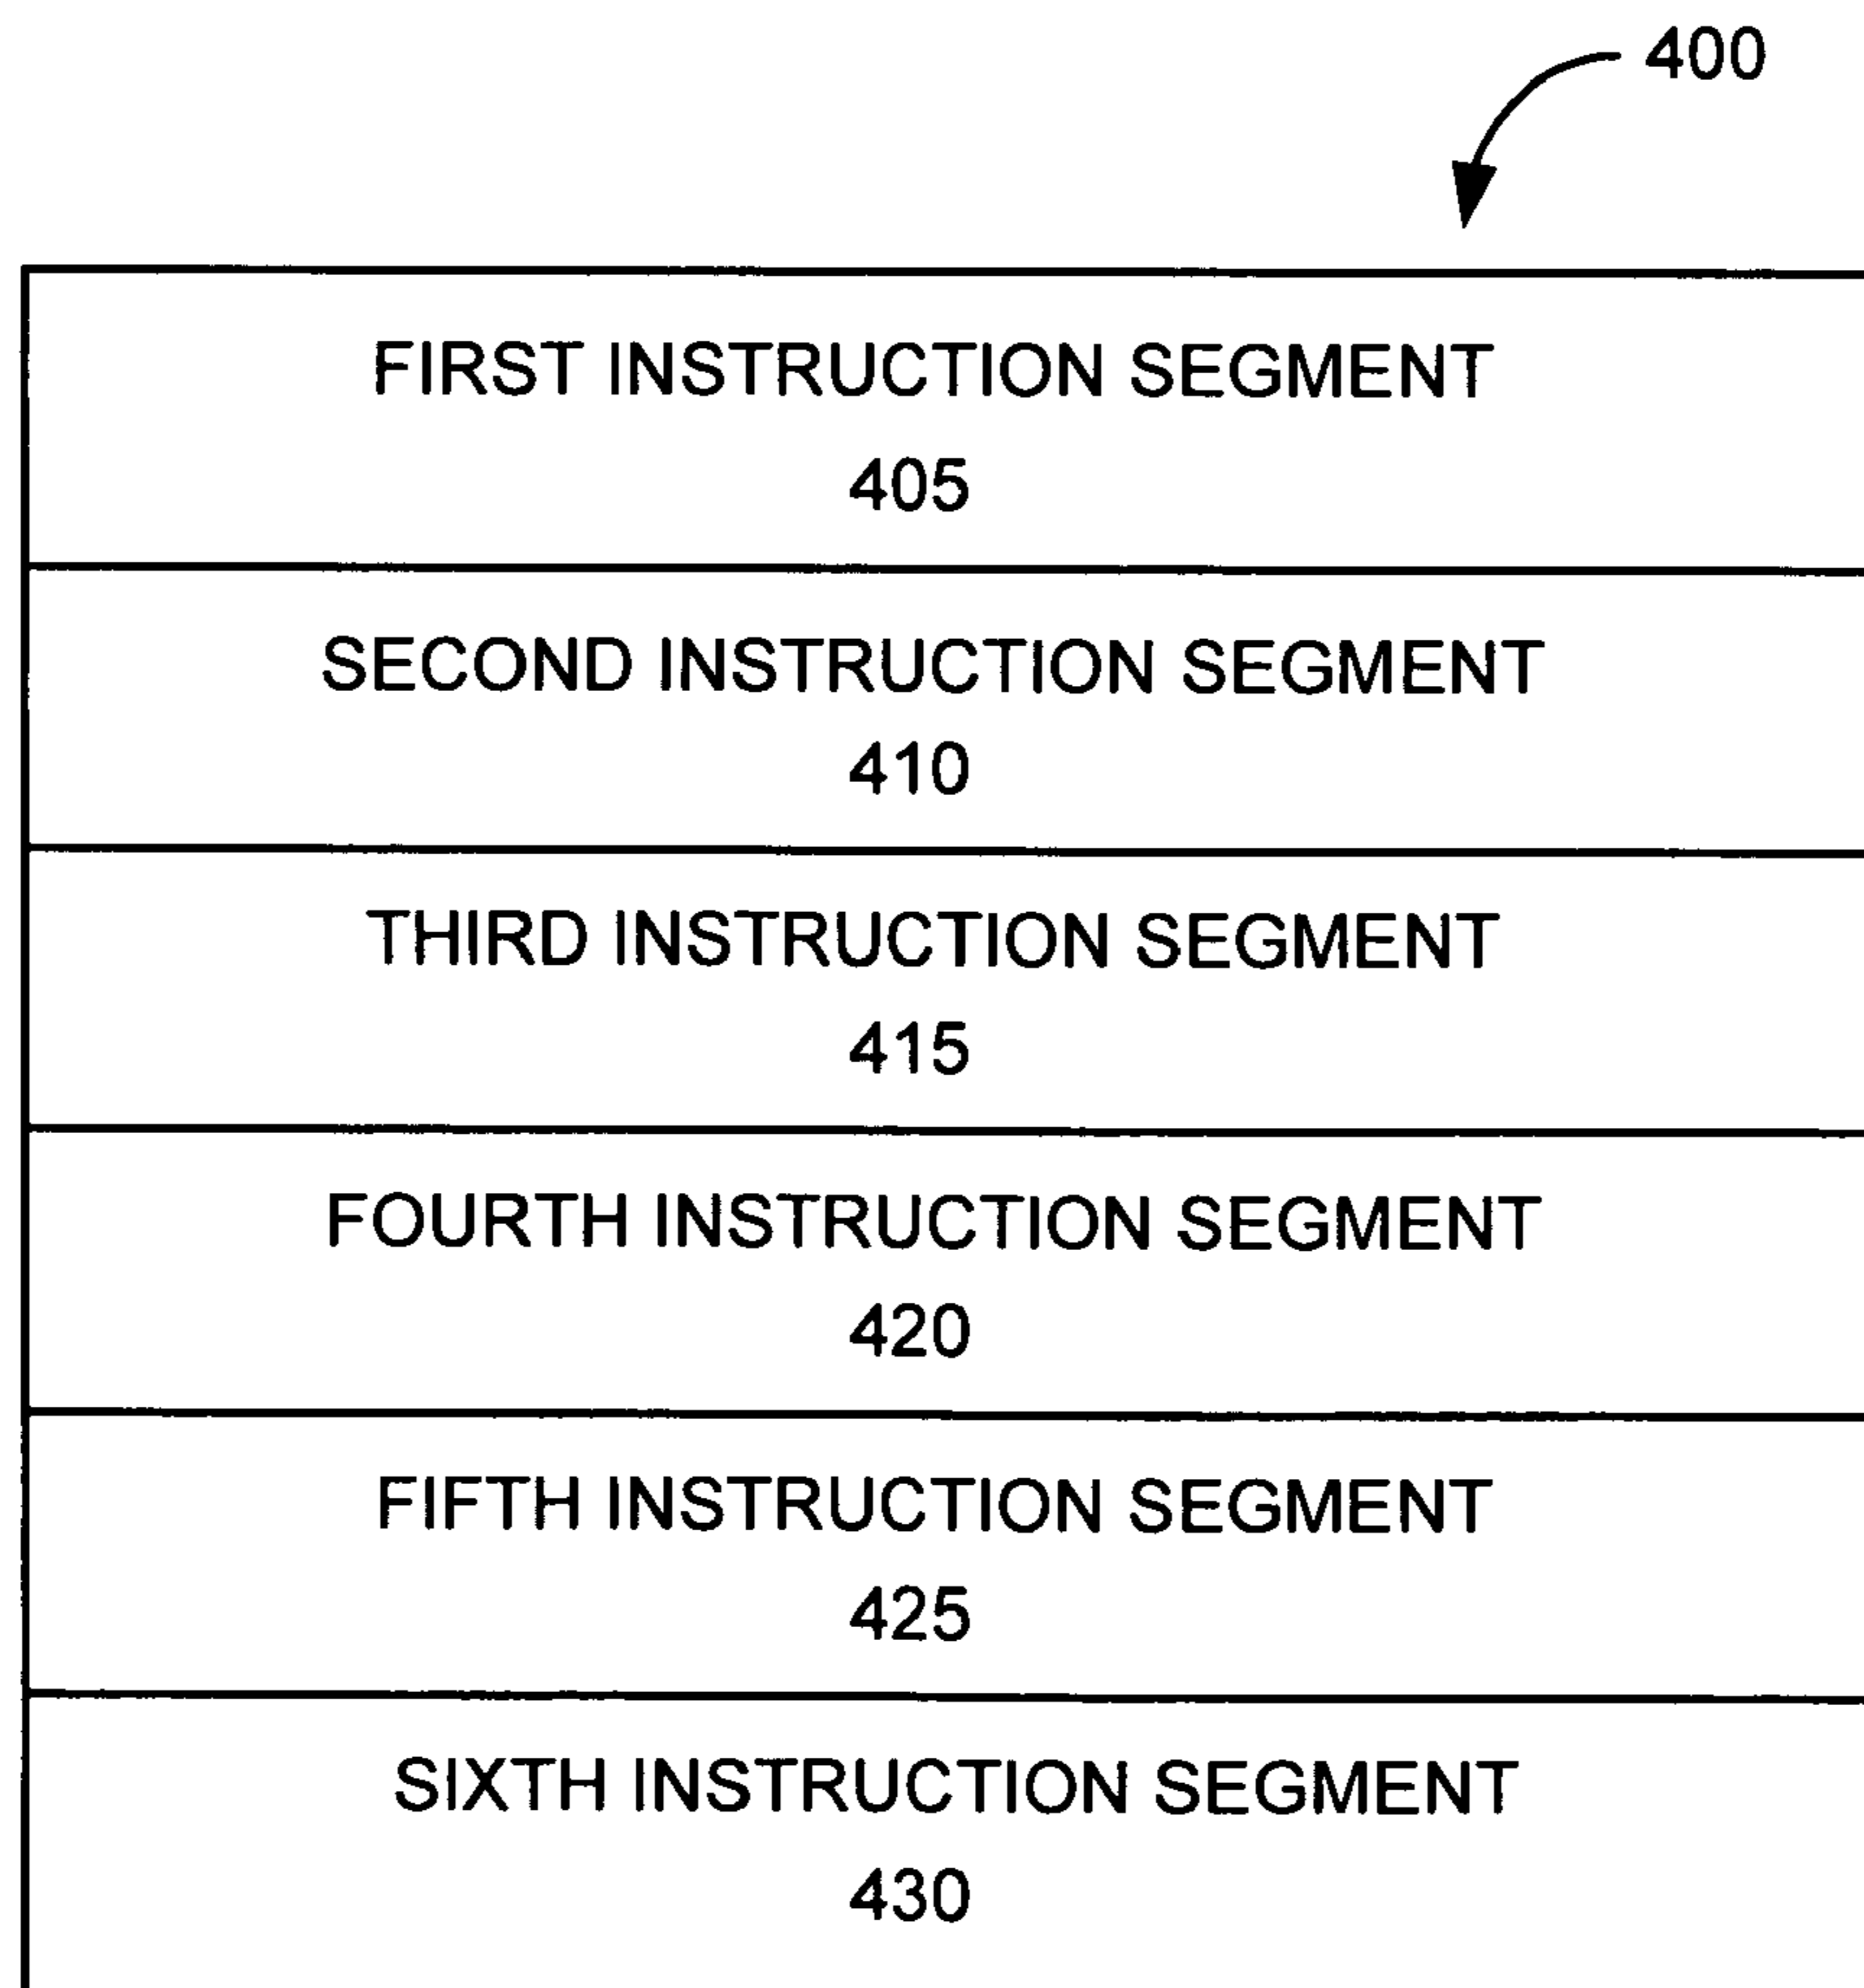 400
FIRST INSTRUCTION SEGMENT
405
SECOND INSTRUCTION SEGMENT
410
THIRD INSTRUCTION SEGMENT
415
FOURTH INSTRUCTION SEGMENT
420
FIFTH INSTRUCTION SEGMENT
425
SIXTH INSTRUCTION SEGMENT
430